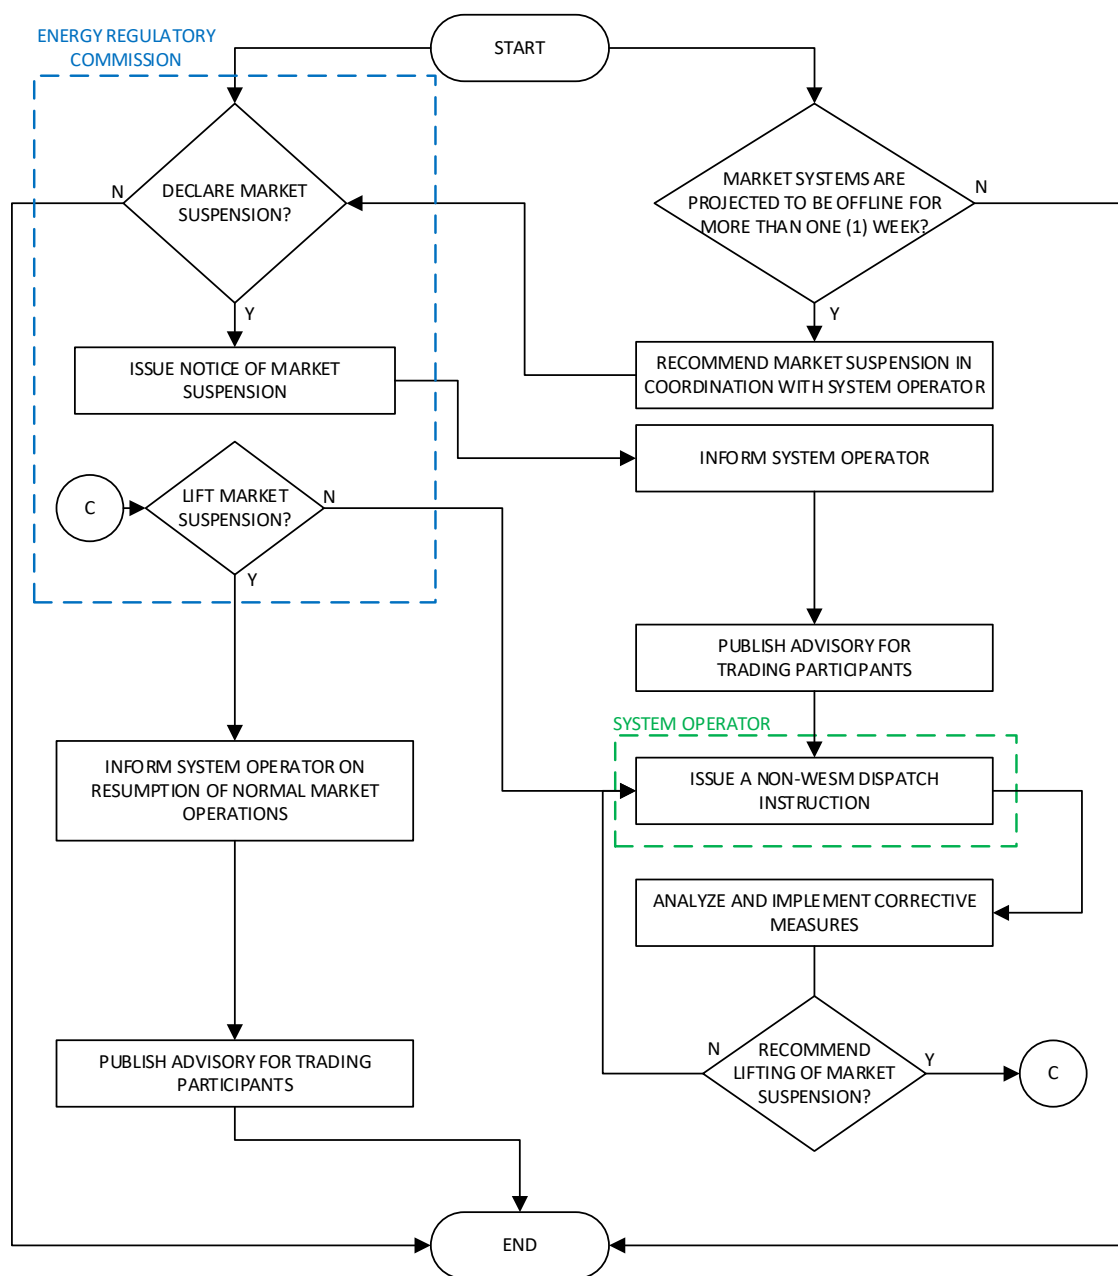 ENERGY REGULATORY
COMMISSION
START
DECLARE MARKET
SUSPENSION?
N
Y
MARKET SYSTEMS ARE
PROJECTED TO BE OFFLINE FOR
MORE THAN ONE (1) WEEK?
N
Y
ISSUE NOTICE OF MARKET
SUSPENSION
RECOMMEND MARKET SUSPENSION IN
COORDINATION WITH SYSTEM OPERATOR
INFORM SYSTEM OPERATOR
C
LIFT MARKET
SUSPENSION?
N
Y
PUBLISH ADVISORY FOR
TRADING PARTICIPANTS
SYSTEM OPERATOR
ISSUE A NON-WESM DISPATCH
INSTRUCTION
INFORM SYSTEM OPERATOR ON
RESUMPTION OF NORMAL MARKET
OPERATIONS
ANALYZE AND IMPLEMENT CORRECTIVE
MEASURES
PUBLISH ADVISORY FOR TRADING
PARTICIPANTS
N
RECOMMEND
LIFTING OF MARKET
SUSPENSION?
Y
C
END